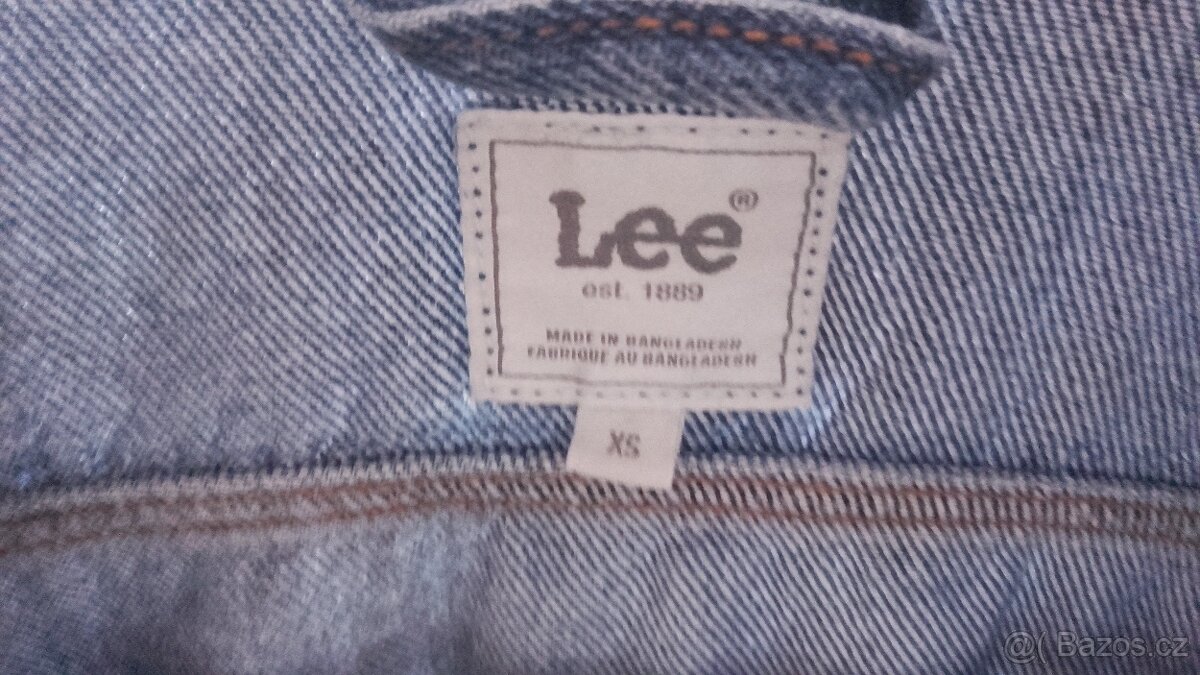 Lee®
est. 1889
MADE IN BANGLADESH
FABRIQUE AU BANGLADESH
XS
@( Bazos.cz